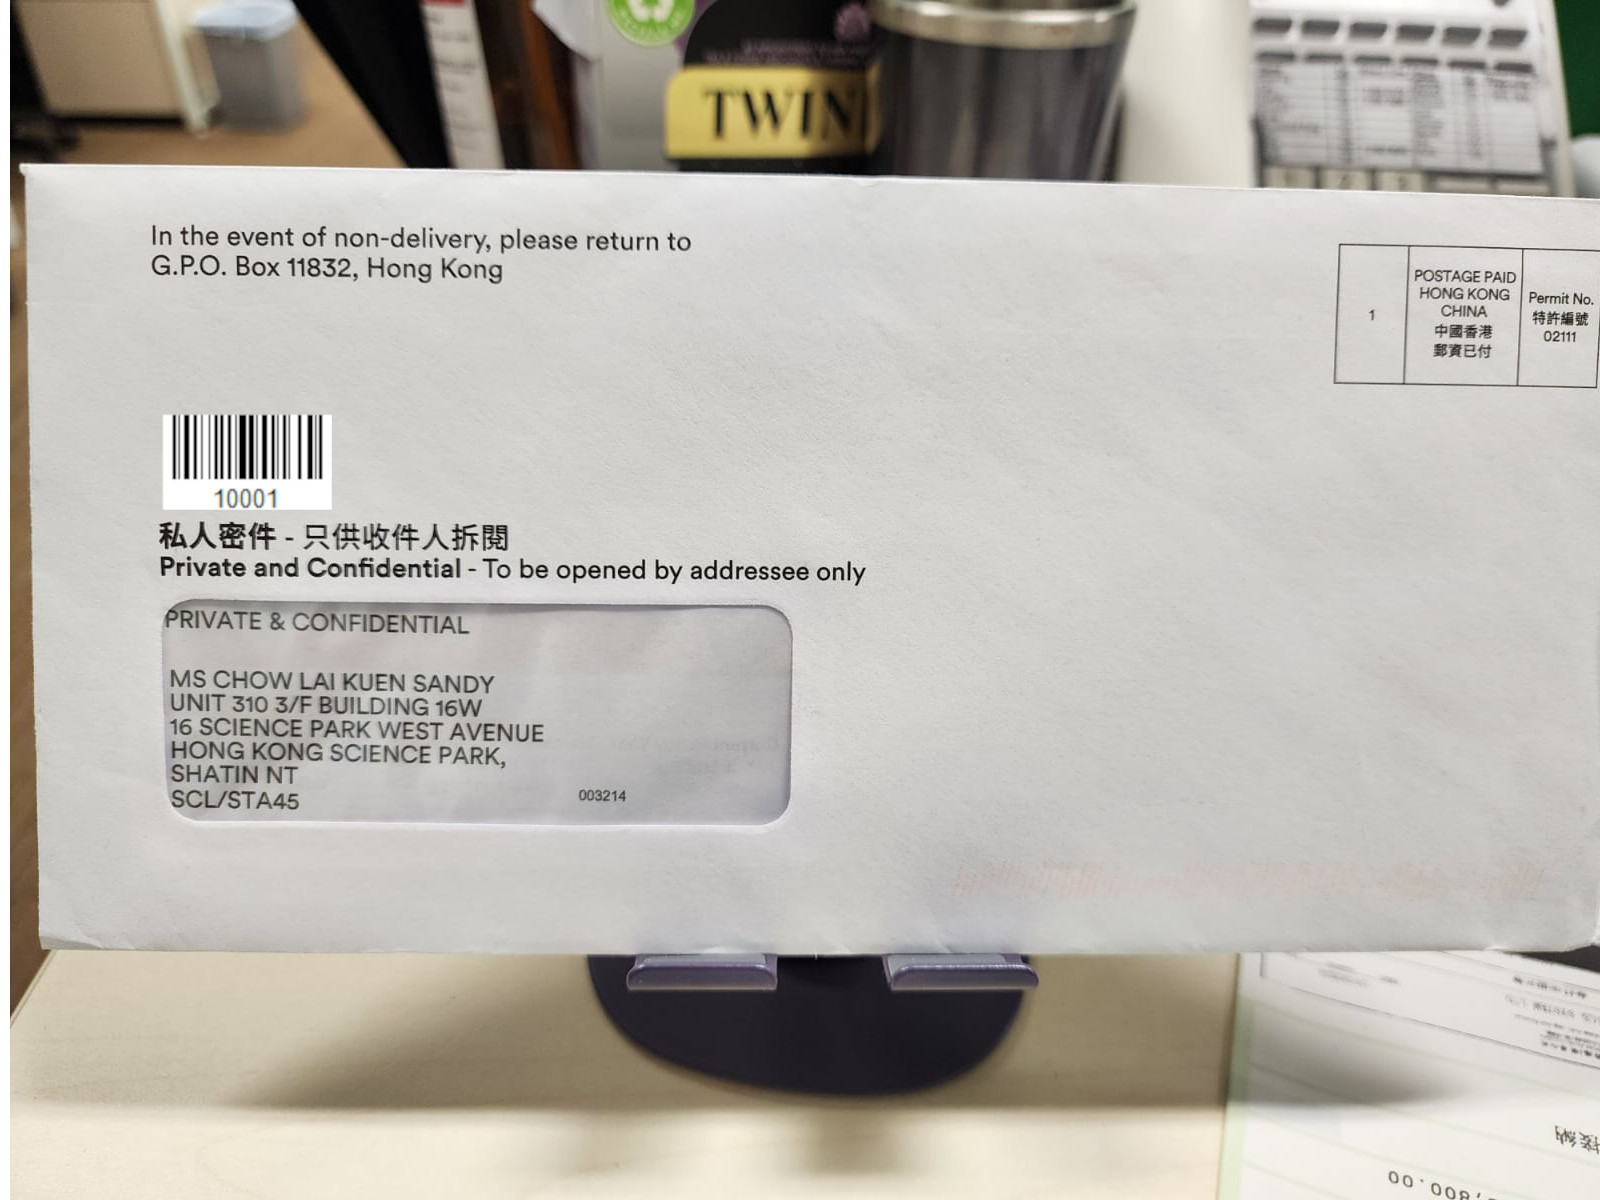 TWIN
In the event of non-delivery, please return to
G.P.O. Box 11832, Hong Kong
1
POSTAGE PAID
HONG KONG
CHINA
中國香港
郵資已付
Permit No.
特許編號
02111
10001
私人密件 - 只供收件人拆閱
Private and Confidential - To be opened by addressee only
PRIVATE & CONFIDENTIAL
MS CHOW LAI KUEN SANDY
UNIT 310 3/F BUILDING 16W
16 SCIENCE PARK WEST AVENUE
HONG KONG SCIENCE PARK,
SHATIN NT
SCL/STA45
003214